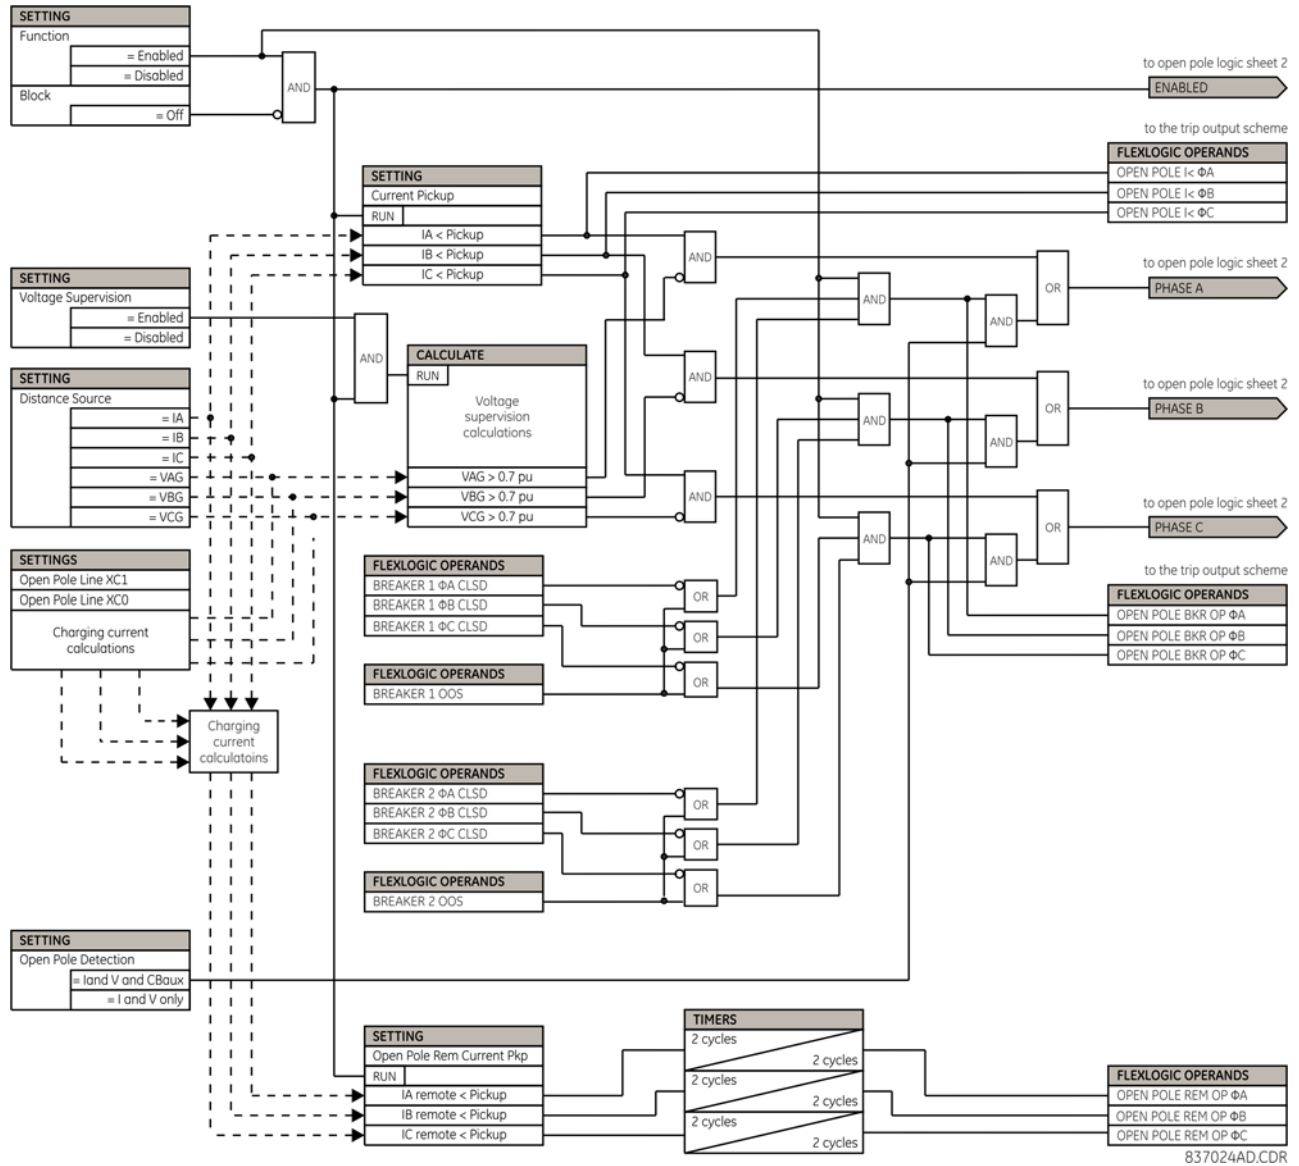 SETTING
Function
= Enabled
= Disabled
Block
= Off
AND
to open pole logic sheet 2
ENABLED
to the trip output scheme
FLEXLOGIC OPERANDS
OPEN POLE I< ΦA
OPEN POLE I< ΦB
OPEN POLE I< ΦC
SETTING
Current Pickup
RUN
IA < Pickup
IB < Pickup
IC < Pickup
AND
AND
AND
SETTING
Voltage Supervision
= Enabled
= Disabled
AND
SETTING
Distance Source
= IA
= IB
= IC
= VAG
= VBG
= VCG
CALCULATE
RUN
Voltage
supervision
calculations
VAG > 0.7 pu
VBG > 0.7 pu
VCG > 0.7 pu
AND
AND
OR
to open pole logic sheet 2
PHASE A
AND
AND
OR
to open pole logic sheet 2
PHASE B
AND
AND
OR
to open pole logic sheet 2
PHASE C
to the trip output scheme
FLEXLOGIC OPERANDS
OPEN POLE BKR OP ΦA
OPEN POLE BKR OP ΦB
OPEN POLE BKR OP ΦC
SETTINGS
Open Pole Line XC1
Open Pole Line XC0
Charging current
calculations
Charging
current
calculatoins
FLEXLOGIC OPERANDS
BREAKER 1 ΦA CLSD
BREAKER 1 ΦB CLSD
BREAKER 1 ΦC CLSD
FLEXLOGIC OPERANDS
BREAKER 1 OOS
OR
OR
OR
FLEXLOGIC OPERANDS
BREAKER 2 ΦA CLSD
BREAKER 2 ΦB CLSD
BREAKER 2 ΦC CLSD
FLEXLOGIC OPERANDS
BREAKER 2 OOS
OR
OR
OR
SETTING
Open Pole Detection
= Iand V and CBaux
= I and V only
SETTING
Open Pole Rem Current Pkp
RUN
IA remote < Pickup
IB remote < Pickup
IC remote < Pickup
TIMERS
2 cycles
2 cycles
2 cycles
2 cycles
2 cycles
2 cycles
FLEXLOGIC OPERANDS
OPEN POLE REM OP ΦA
OPEN POLE REM OP ΦB
OPEN POLE REM OP ΦC
837024AD.CDR